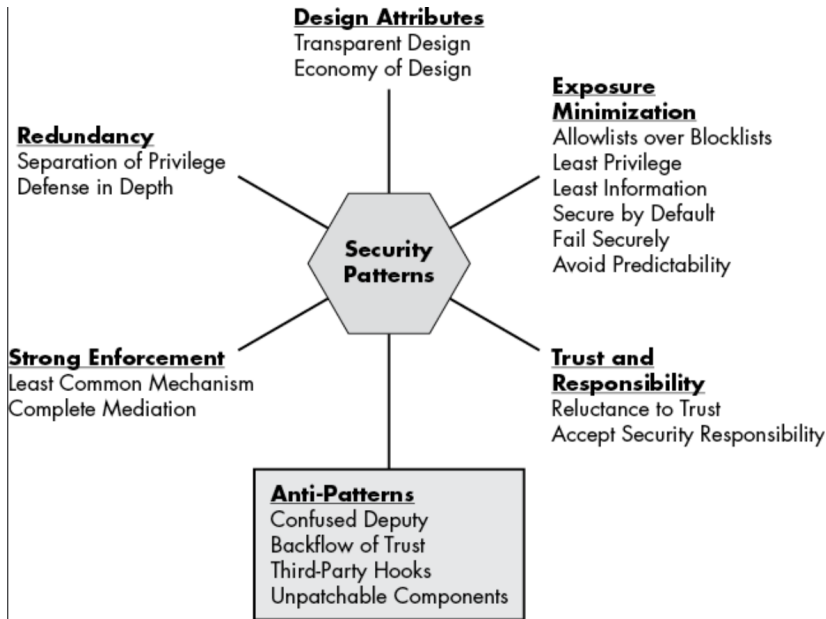 Design Attributes
Transparent Design
Economy of Design
Exposure
Minimization
Allowlists over Blocklists
Least Privilege
Least Information
Secure by Default
Fail Securely
Avoid Predictability
Redundancy
Separation of Privilege
Defense in Depth
Security
Patterns
Strong Enforcement
Least Common Mechanism
Complete Mediation
Trust and
Responsibility
Reluctance to Trust
Accept Security Responsibility
Anti-Patterns
Confused Deputy
Backflow of Trust
Third-Party Hooks
Unpatchable Components